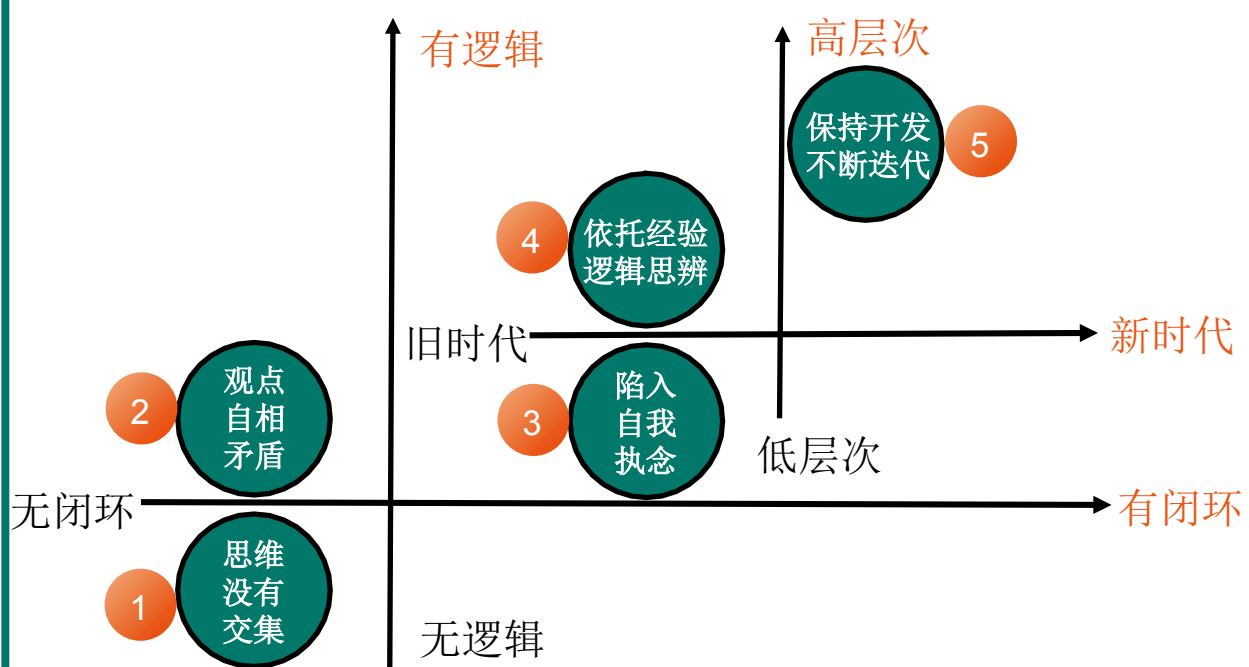 有逻辑
高层次
保持开发
不断迭代
5
4
依托经验
逻辑思辨
旧时代
新时代
2
观点
自相
矛盾
3
陷入
自我
执念
低层次
无闭环
有闭环
1
思维
没有
交集
无逻辑